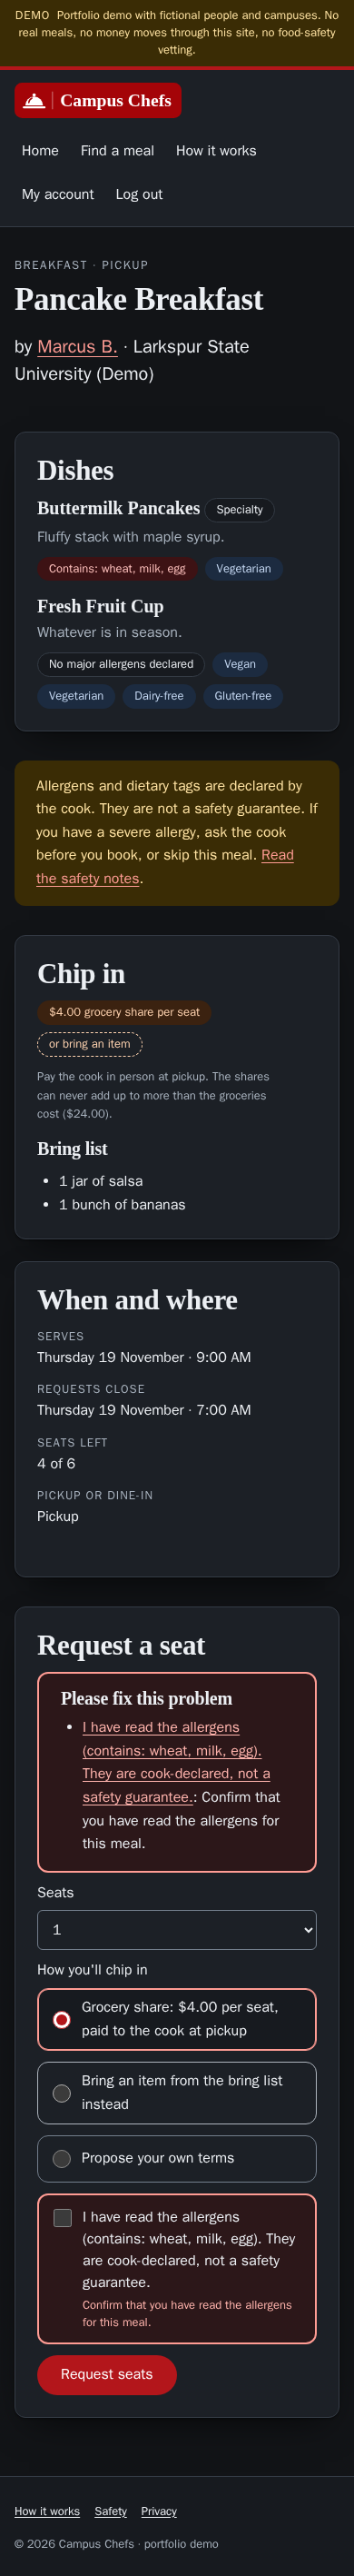 DEMO Portfolio demo with fictional people and campuses. No
real meals, no money moves through this site, no food-safety
vetting.
Campus Chefs
Home Find a meal How it works
My account Log out
BREAKFAST · PICKUP
Pancake Breakfast
by Marcus B. · Larkspur State
University (Demo)
Dishes
Buttermilk Pancakes Specialty
Fluffy stack with maple syrup.
Contains: wheat, milk, egg Vegetarian
Fresh Fruit Cup
Whatever is in season.
No major allergens declared Vegan
Vegetarian Dairy-free Gluten-free
Allergens and dietary tags are declared by
the cook. They are not a safety guarantee. If
you have a severe allergy, ask the cook
before you book, or skip this meal. Read
the safety notes.
Chip in
$4.00 grocery share per seat
or bring an item
Pay the cook in person at pickup. The shares
can never add up to more than the groceries
cost ($24.00).
Bring list
• 1 jar of salsa
• 1 bunch of bananas
When and where
SERVES
Thursday 19 November · 9:00 AM
REQUESTS CLOSE
Thursday 19 November · 7:00 AM
SEATS LEFT
4 of 6
PICKUP OR DINE-IN
Pickup
Request a seat
Please fix this problem
• I have read the allergens
(contains: wheat, milk, egg).
They are cook-declared, not a
safety guarantee.: Confirm that
you have read the allergens for
this meal.
Seats
1
How you'll chip in
Grocery share: $4.00 per seat,
paid to the cook at pickup
Bring an item from the bring list
instead
Propose your own terms
I have read the allergens
(contains: wheat, milk, egg). They
are cook-declared, not a safety
guarantee.
Confirm that you have read the allergens
for this meal.
Request seats
How it works Safety Privacy
© 2026 Campus Chefs · portfolio demo